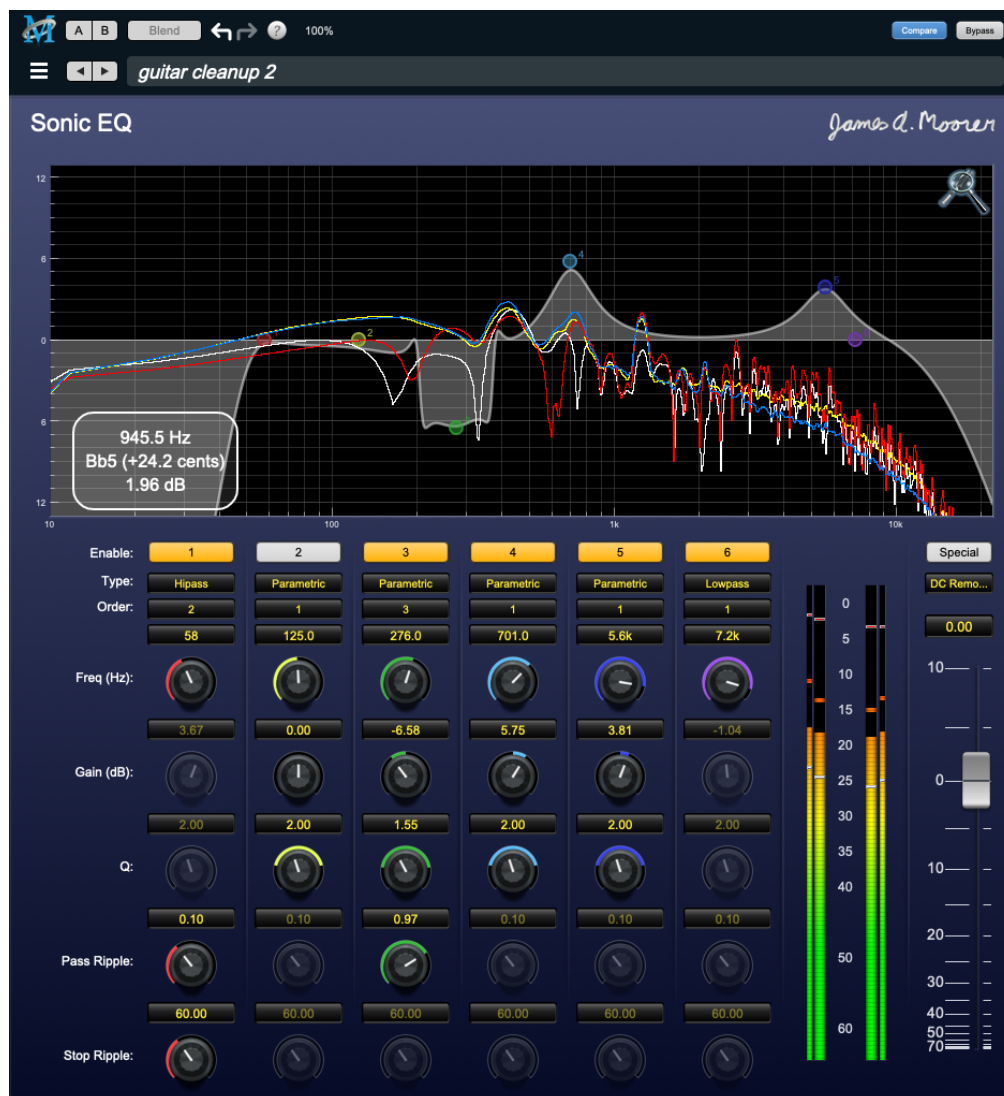 A B Blend ? 100% Compare Bypass
guitar cleanup 2
Sonic EQ James A. Moorer
12
6
0
6
12
2
4
5
945.5 Hz
Bb5 (+24.2 cents)
1.96 dB
10 100 1k 10k
Enable: 1 2 3 4 5 6 Special
Type: Hipass Parametric Parametric Parametric Parametric Lowpass DC Remo...
Order: 2 1 3 1 1 1
58 125.0 276.0 701.0 5.6k 7.2k 0.00
Freq (Hz):
3.67 0.00 -6.58 5.75 3.81 -1.04
Gain (dB):
2.00 2.00 1.55 2.00 2.00 2.00
Q:
0.10 0.10 0.97 0.10 0.10 0.10
Pass Ripple:
60.00 60.00 60.00 60.00 60.00 60.00
Stop Ripple:
0
5
10
15
20
25
30
35
40
50
60
10
0
10
20
30
40
50
70